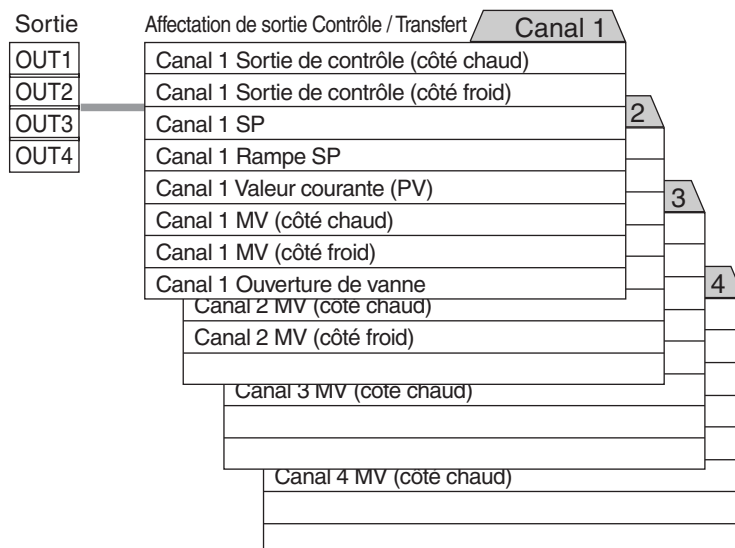 Sortie
Affectation de sortie Contrôle / Transfert
Canal 1
OUT1
OUT2
OUT3
OUT4
Canal 1 Sortie de contrôle (côté chaud)
Canal 1 Sortie de contrôle (côté froid)
Canal 1 SP
Canal 1 Rampe SP
Canal 1 Valeur courante (PV)
Canal 1 MV (côté chaud)
Canal 1 MV (côté froid)
Canal 1 Ouverture de vanne
2
Canal 2 MV (côté chaud)
Canal 2 MV (côté froid)
3
Canal 3 MV (côté chaud)
4
Canal 4 MV (côté chaud)